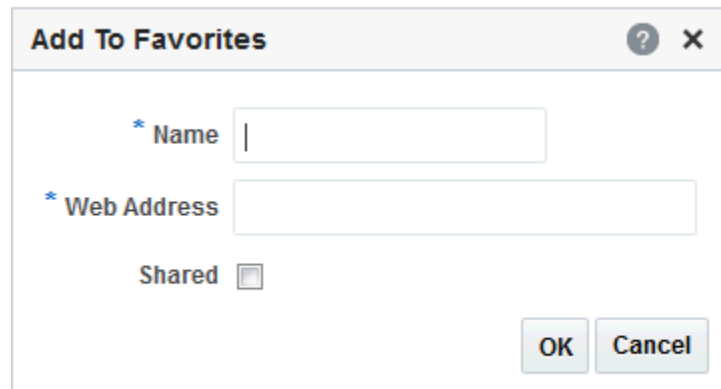 Add To Favorites ?
* Name
* Web Address
Shared
OK Cancel